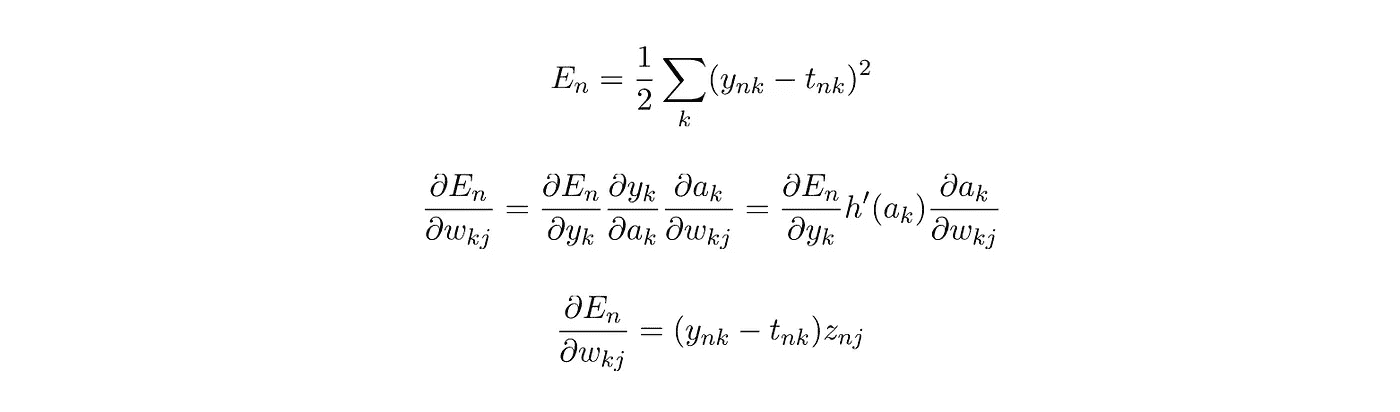 $$E_n = \frac{1}{2} \sum_k (y_{nk} - t_{nk})^2$$
$$\frac{\partial E_n}{\partial w_{kj}} = \frac{\partial E_n}{\partial y_k} \frac{\partial y_k}{\partial a_k} \frac{\partial a_k}{\partial w_{kj}} = \frac{\partial E_n}{\partial y_k} h'(a_k) \frac{\partial a_k}{\partial w_{kj}}$$
$$\frac{\partial E_n}{\partial w_{kj}} = (y_{nk} - t_{nk}) z_{nj}$$